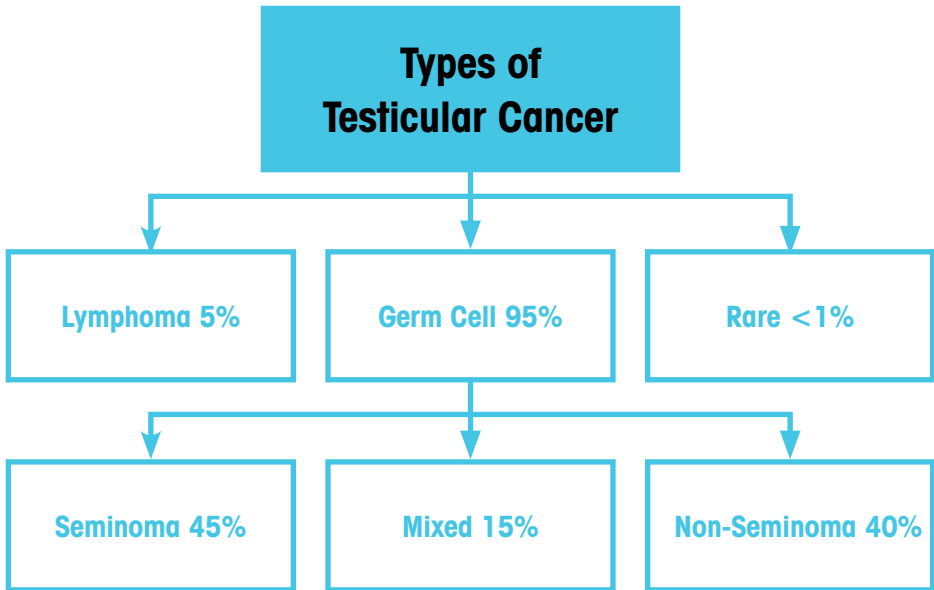 Types of
Testicular Cancer
Lymphoma 5%
Germ Cell 95%
Rare <1%
Seminoma 45%
Mixed 15%
Non-Seminoma 40%